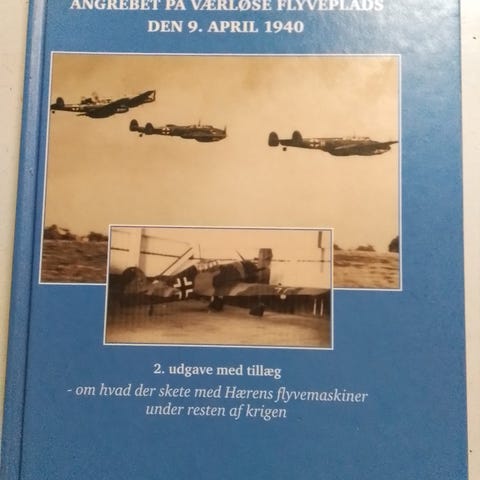 ANGREBET PÅ VÆRLØSE FLYVEPLADS
DEN 9. APRIL 1940
2. udgave med tillæg
- om hvad der skete med Hærens flyvemaskiner
under resten af krigen